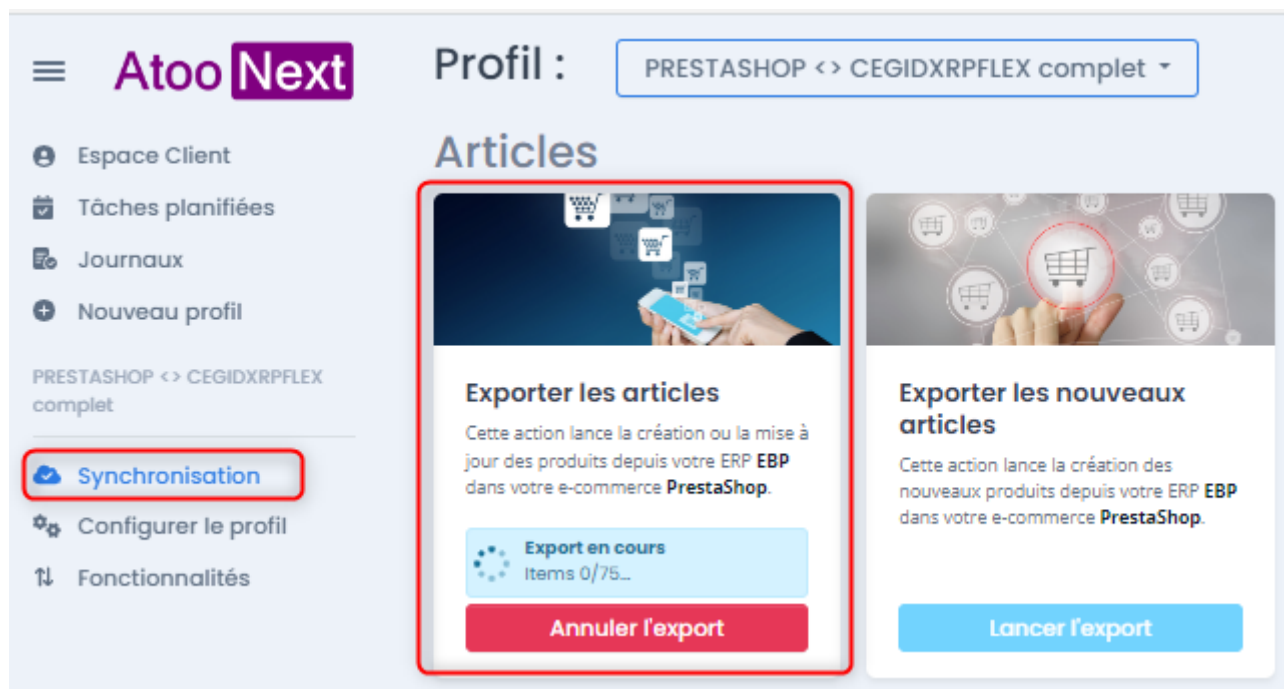 Atoo Next
Profil :
PRESTASHOP <> CEGIDXRPFLEX complet
Espace Client
Tâches planifiées
Journaux
Nouveau profil
PRESTASHOP <> CEGIDXRPFLEX
complet
Synchronisation
Configurer le profil
Fonctionnalités
Articles
Exporter les articles
Cette action lance la création ou la mise à
jour des produits depuis votre ERP EBP
dans votre e-commerce PrestaShop.
Export en cours
Items 0/75...
Annuler l'export
Exporter les nouveaux
articles
Cette action lance la création des
nouveaux produits depuis votre ERP EBP
dans votre e-commerce PrestaShop.
Lancer l'export